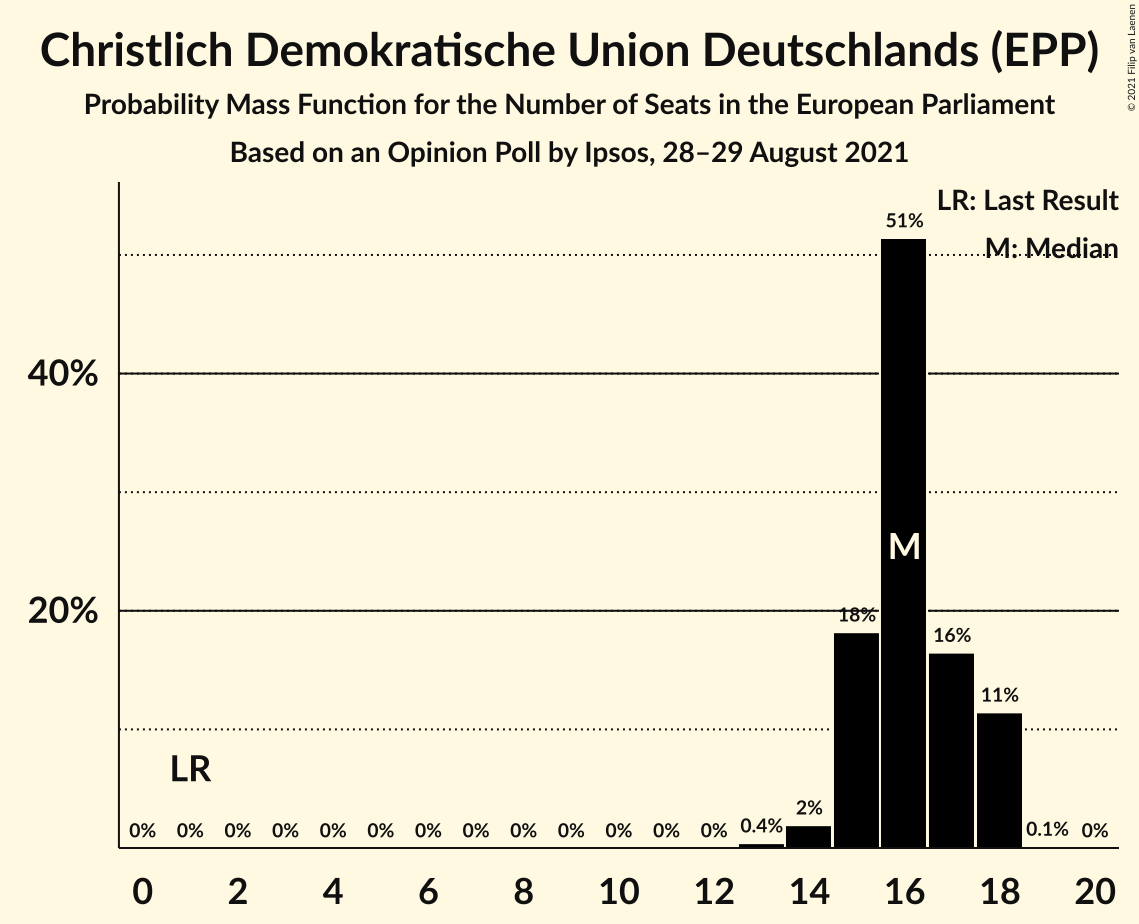 Christlich Demokratische Union Deutschlands (EPP)
Probability Mass Function for the Number of Seats in the European Parliament
Based on an Opinion Poll by Ipsos, 28–29 August 2021
© 2021 Filip van Laenen
LR: Last Result
M: Median
51%
40%
M
20%
18%
16%
11%
LR
0% 0% 0% 0% 0% 0% 0% 0% 0% 0% 0% 0% 0% 0.4% 2% 0.1% 0%
0 2 4 6 8 10 12 14 16 18 20